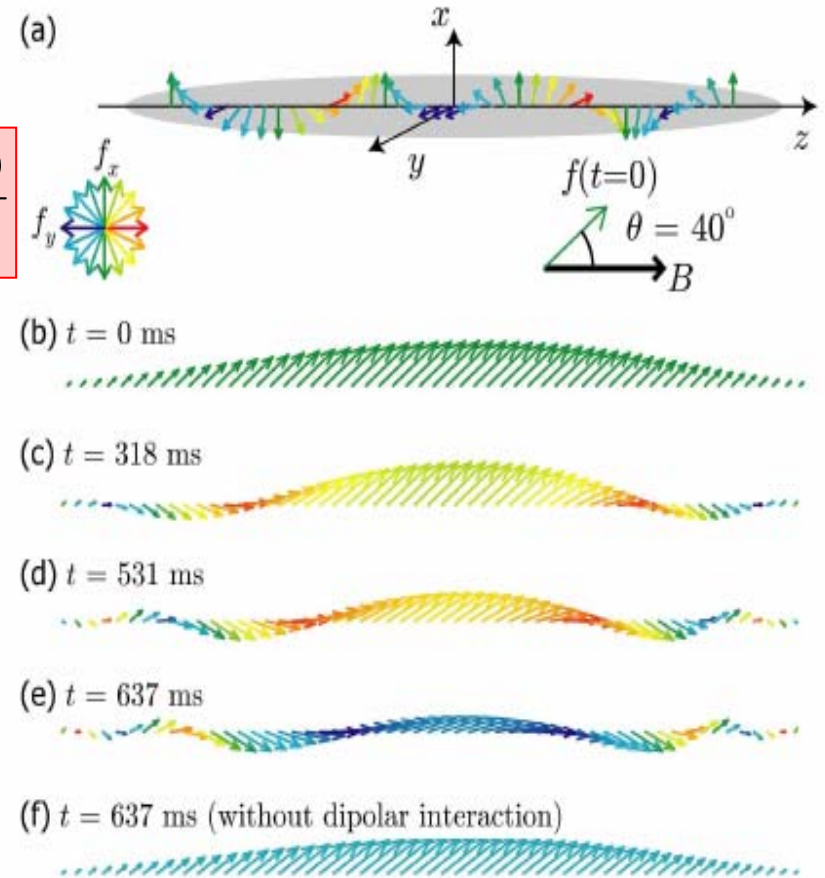 (a)
x
z
y
f_x
f_y
f(t=0)
θ = 40°
B
(b) t = 0 ms
(c) t = 318 ms
(d) t = 531 ms
(e) t = 637 ms
(f) t = 637 ms (without dipolar interaction)